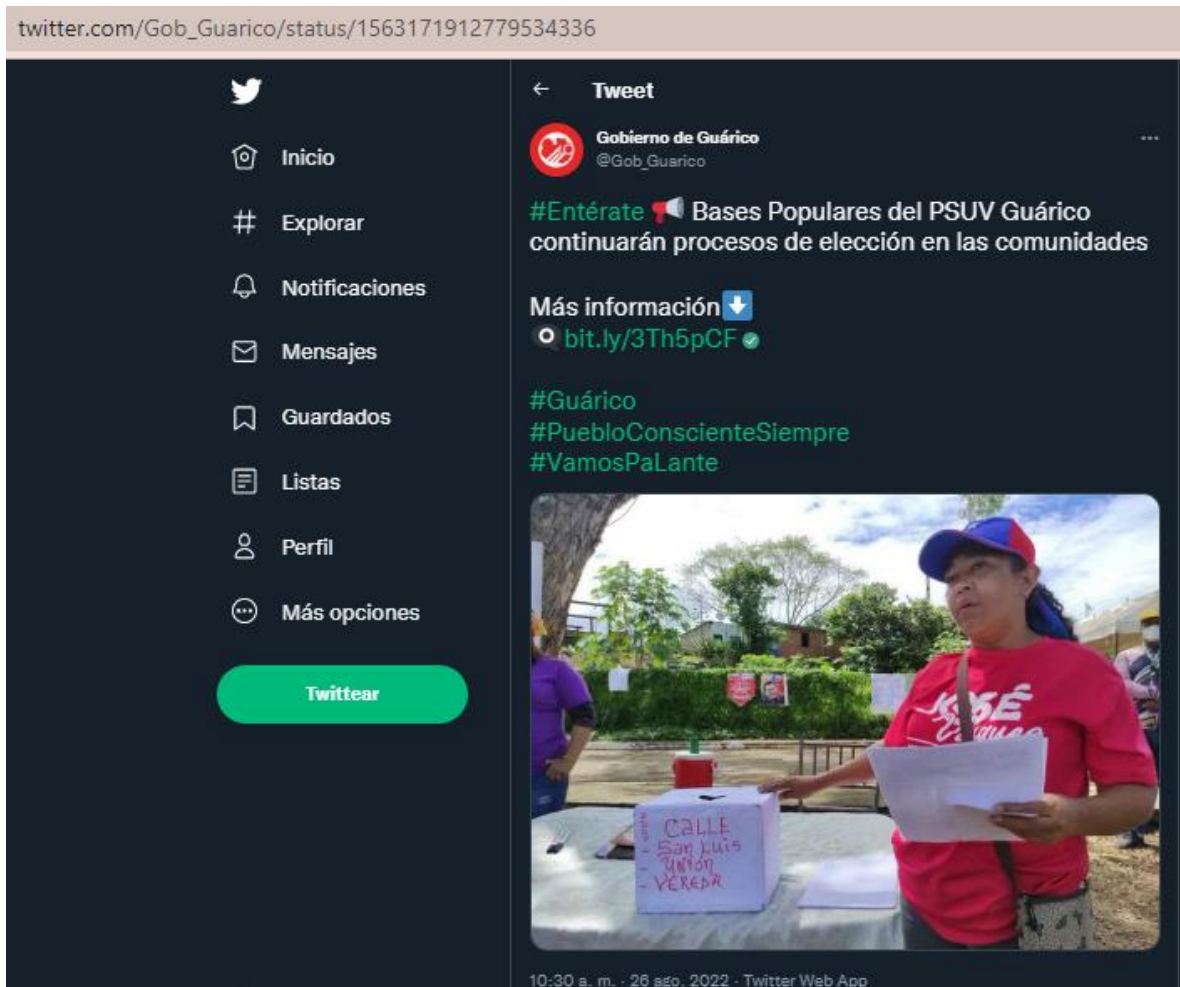 twitter.com/Gob_Guarico/status/1563171912779534336
Inicio
Explorar
Notificaciones
Mensajes
Guardados
Listas
Perfil
Más opciones
Twittear
Tweet
Gobierno de Guárico
@Gob_Guarico
#Entérate Bases Populares del PSUV Guárico
continuarán procesos de elección en las comunidades
Más información
bit.ly/3Th5pCF
#Guárico
#PuebloConscienteSiempre
#VamosPaLante
JOSÉ
CALLE
San Luis
- UNIÓN
- VEREDA
10:30 a. m. · 26 ago. 2022 · Twitter Web App